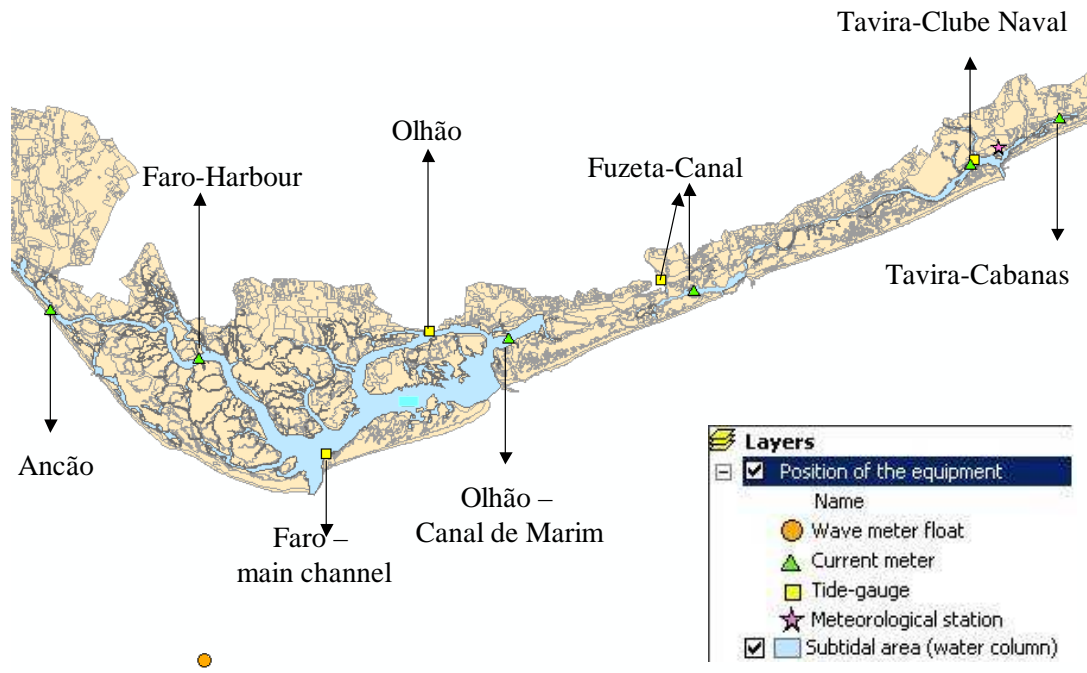 Tavira-Clube Naval
Olhão
Faro-Harbour
Fuzeta-Canal
Tavira-Cabanas
Ancão
Olhão –
Canal de Marim
Faro –
main channel
Layers
Position of the equipment
Name
Wave meter float
Current meter
Tide-gauge
Meteorological station
Subtidal area (water column)